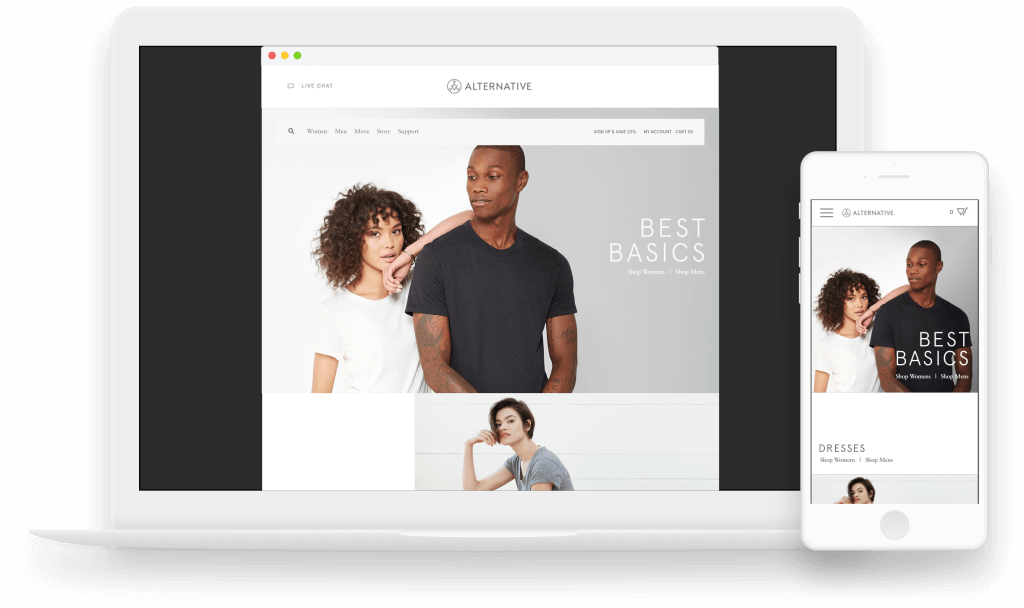 LIVE CHAT
ALTERNATIVE.
Women Men Move Story Support
SIGN UP & SAVE 20% MY ACCOUNT CART (0)
BEST
BASICS
Shop Womens | Shop Mens
ALTERNATIVE
0
BEST
BASICS
Shop Womens | Shop Mens
DRESSES
Shop Womens | Shop Mens